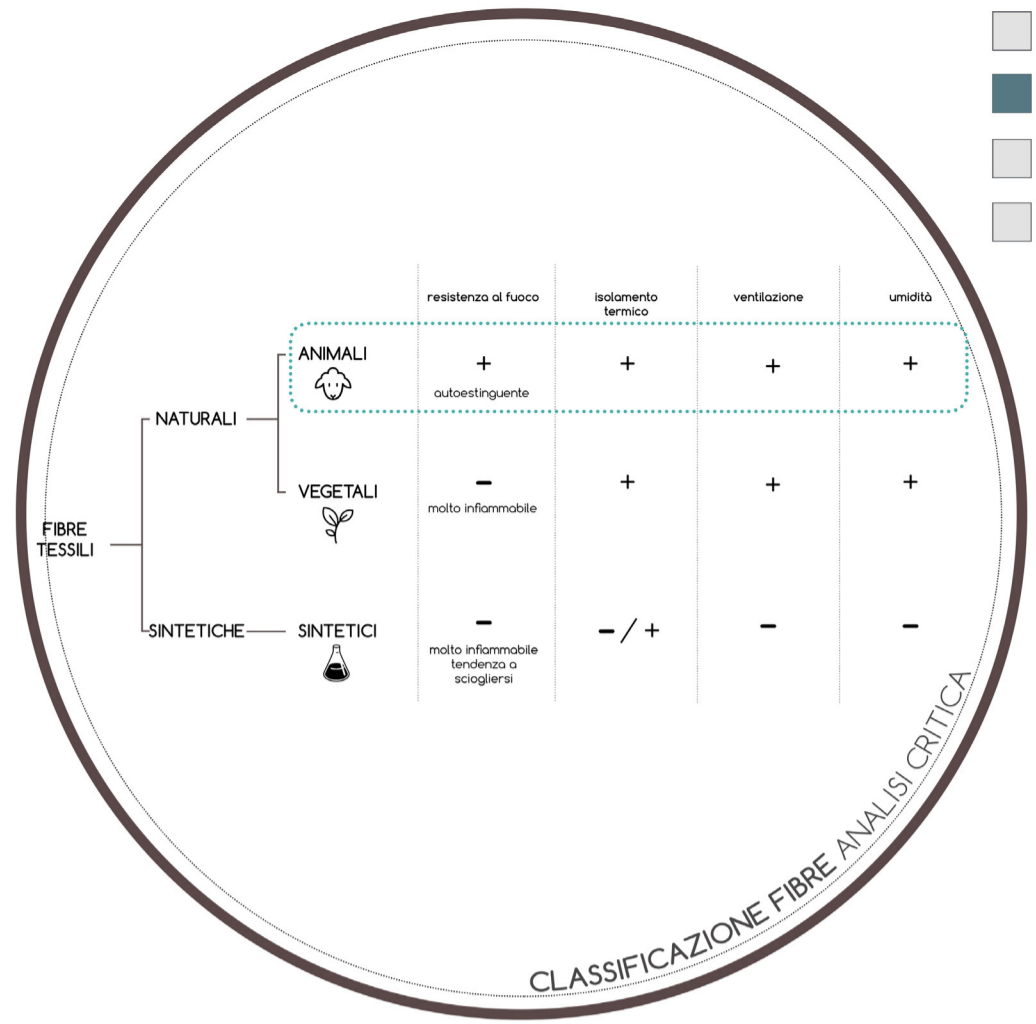 resistenza al fuoco
isolamento
termico
ventilazione
umidità
ANIMALI
+
+
+
+
autoestinguente
NATURALI
VEGETALI
−
+
+
+
molto infiammabile
FIBRE
TESSILI
SINTETICHE
SINTETICI
−
− / +
−
−
molto infiammabile
tendenza a
sciogliersi
CLASSIFICAZIONE FIBRE ANALISI CRITICA